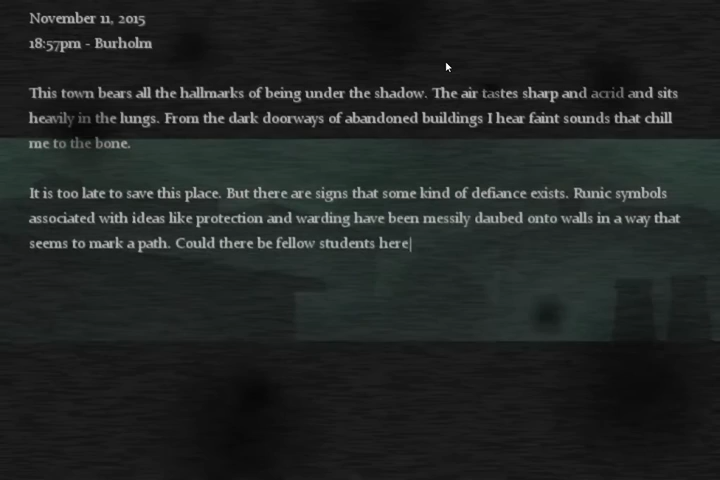 November 11, 2015
18:57pm - Burholm
This town bears all the hallmarks of being under the shadow. The air tastes sharp and acrid and sits
heavily in the lungs. From the dark doorways of abandoned buildings I hear faint sounds that chill
me to the bone.
It is too late to save this place. But there are signs that some kind of defiance exists. Runic symbols
associated with ideas like protection and warding have been messily daubed onto walls in a way that
seems to mark a path. Could there be fellow students here